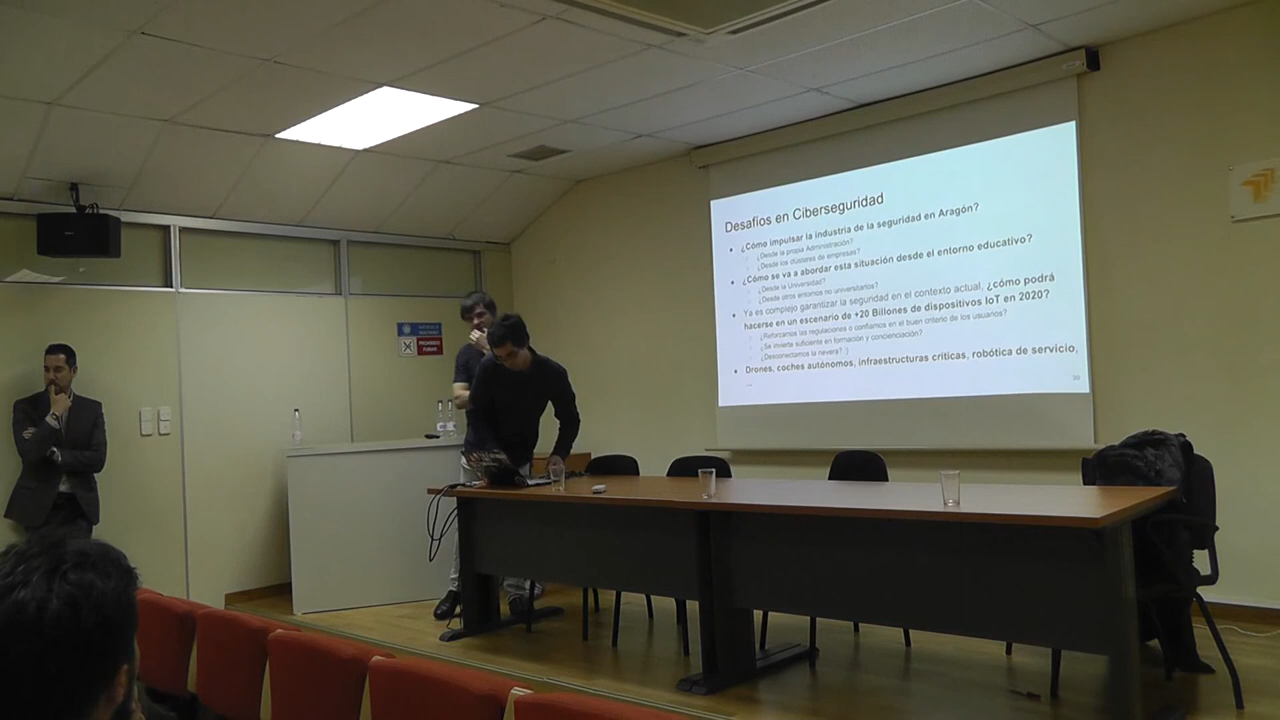 Desafíos en Ciberseguridad
• ¿Cómo impulsar la industria de la seguridad en Aragón?
¿Desde la propia Administración?
¿Desde los clústeres de empresas?
• ¿Cómo se va a abordar esta situación desde el entorno educativo?
¿Desde la Universidad?
¿Desde otros entornos no universitarios?
• Ya es complejo garantizar la seguridad en el contexto actual, ¿cómo podrá
hacerse en un escenario de +20 Billones de dispositivos IoT en 2020?
¿Reforzamos las regulaciones o confiamos en el buen criterio de los usuarios?
¿Se invierte suficiente en formación y concienciación?
¿Desconectamos la nevera? :)
• Drones, coches autónomos, infraestructuras críticas, robótica de servicio,
...
39
PROHIBIDO
FUMAR